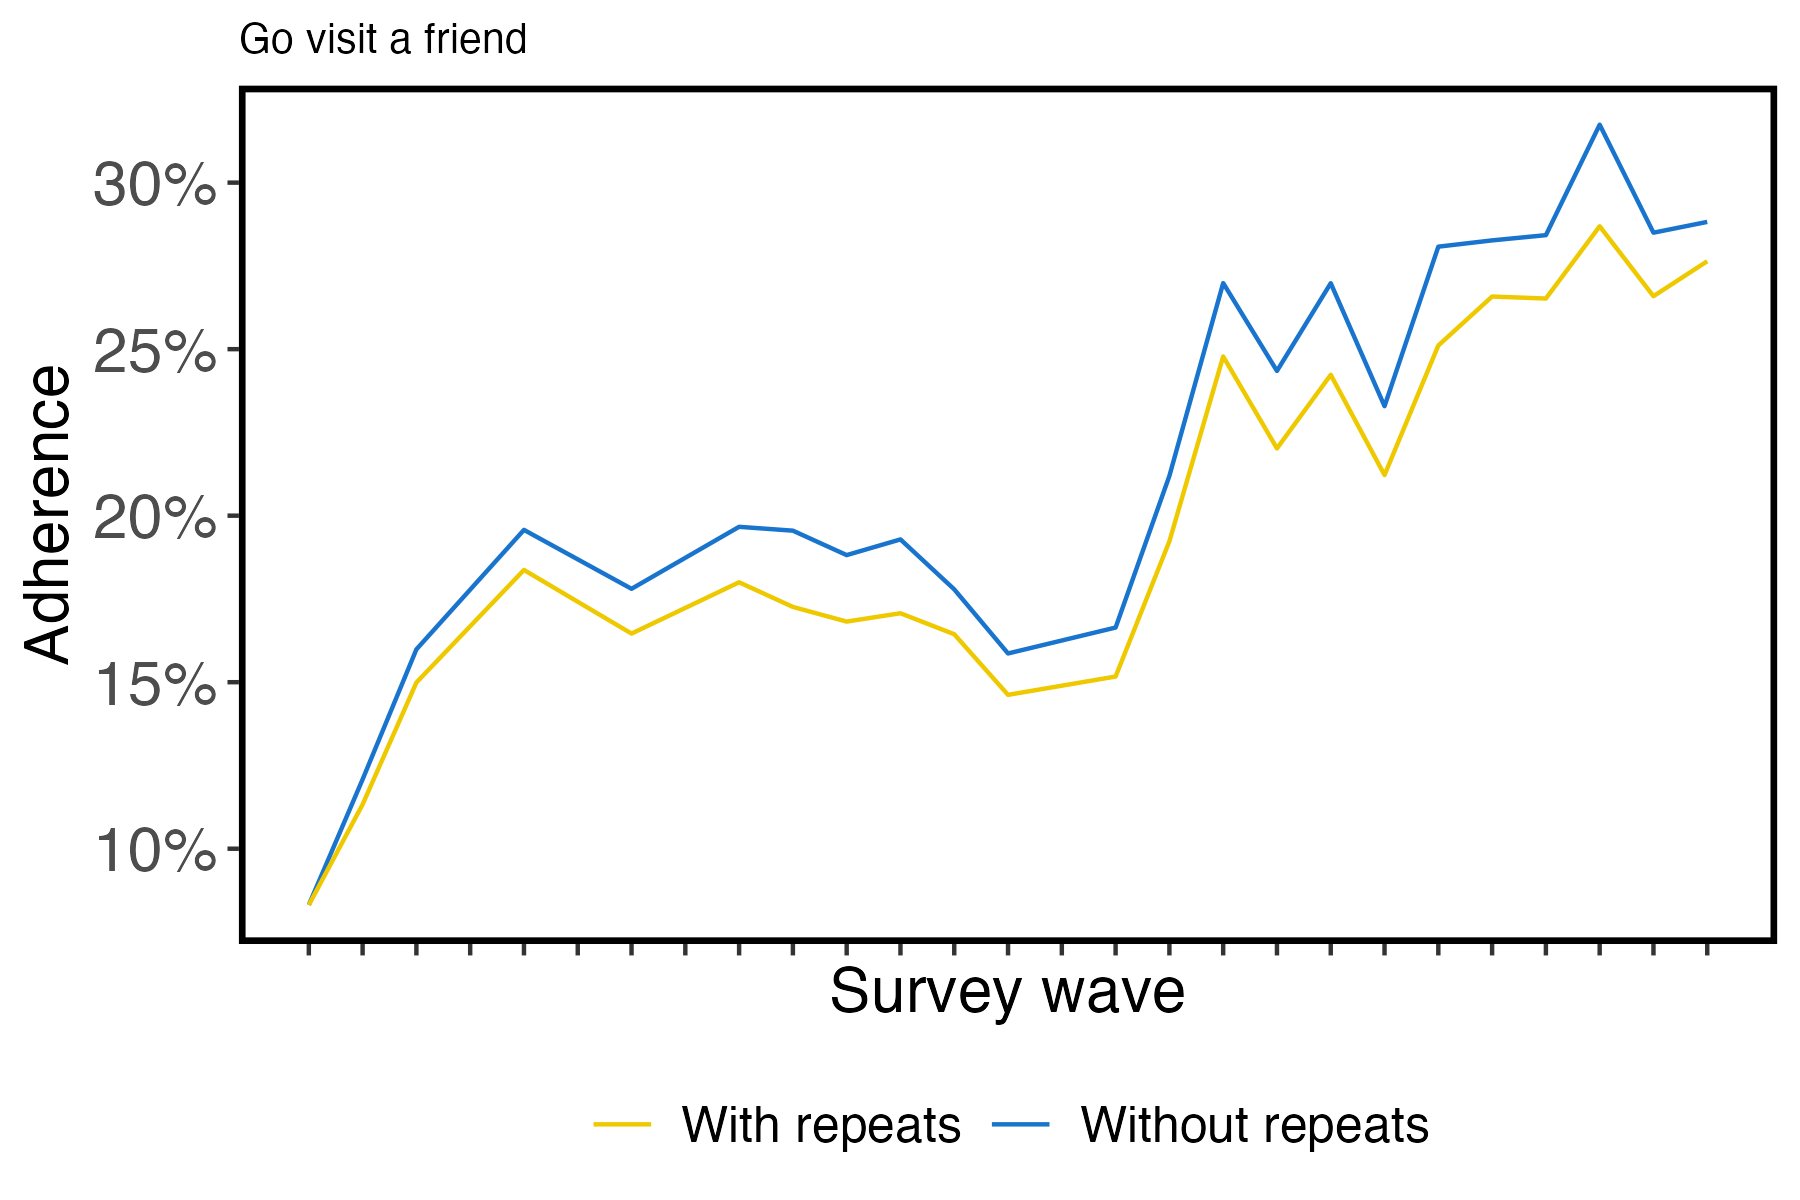 Go visit a friend
30%
25%
20%
15%
10%
Adherence
Survey wave
With repeats Without repeats